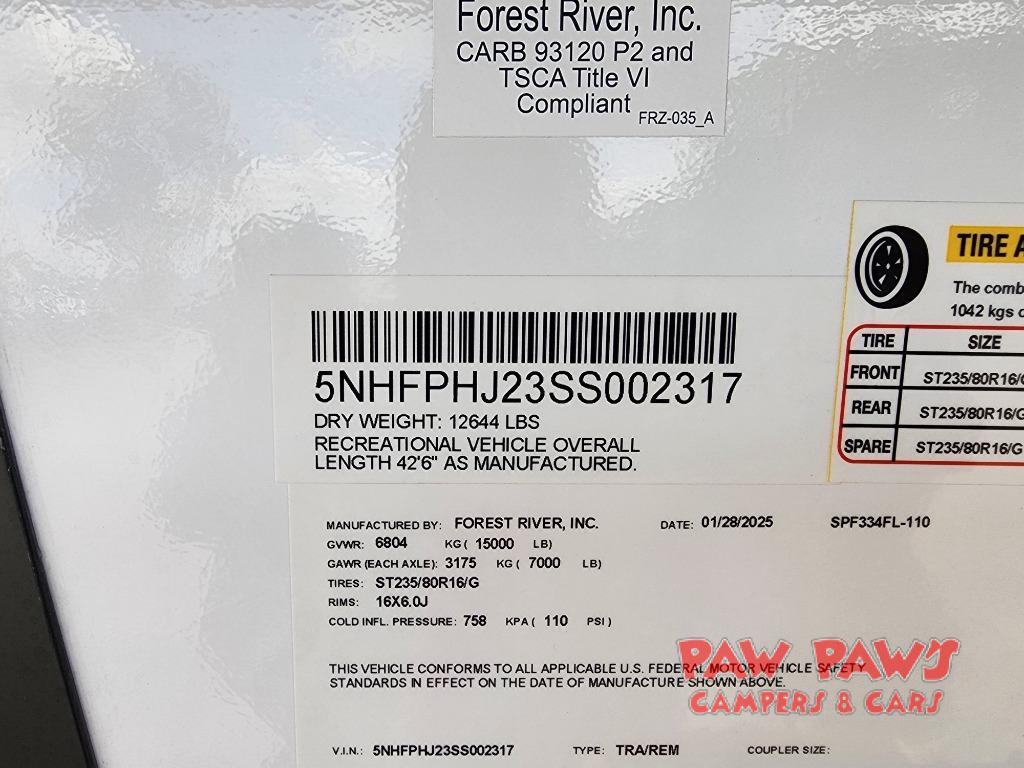 Forest River, Inc.
CARB 93120 P2 and
TSCA Title VI
Compliant
FRZ-035_A
TIRE A
The comb
1042 kgs
TIRE SIZE
FRONT ST235/80R16/G
REAR ST235/80R16/G
SPARE ST235/80R16/G
5NHFPHJ23SS002317
DRY WEIGHT: 12644 LBS
RECREATIONAL VEHICLE OVERALL
LENGTH 42'6" AS MANUFACTURED.
MANUFACTURED BY: FOREST RIVER, INC. DATE: 01/28/2025 SPF334FL-110
GVWR: 6804 KG ( 15000 LB)
GAWR (EACH AXLE): 3175 KG ( 7000 LB)
TIRES: ST235/80R16/G
RIMS: 16X6.0J
COLD INFL. PRESSURE: 758 KPA ( 110 PSI )
THIS VEHICLE CONFORMS TO ALL APPLICABLE U.S. FEDERAL MOTOR VEHICLE SAFETY
STANDARDS IN EFFECT ON THE DATE OF MANUFACTURE SHOWN ABOVE.
V.I.N.: 5NHFPHJ23SS002317 TYPE: TRA/REM COUPLER SIZE:
PAW PAW'S
CAMPERS & CARS